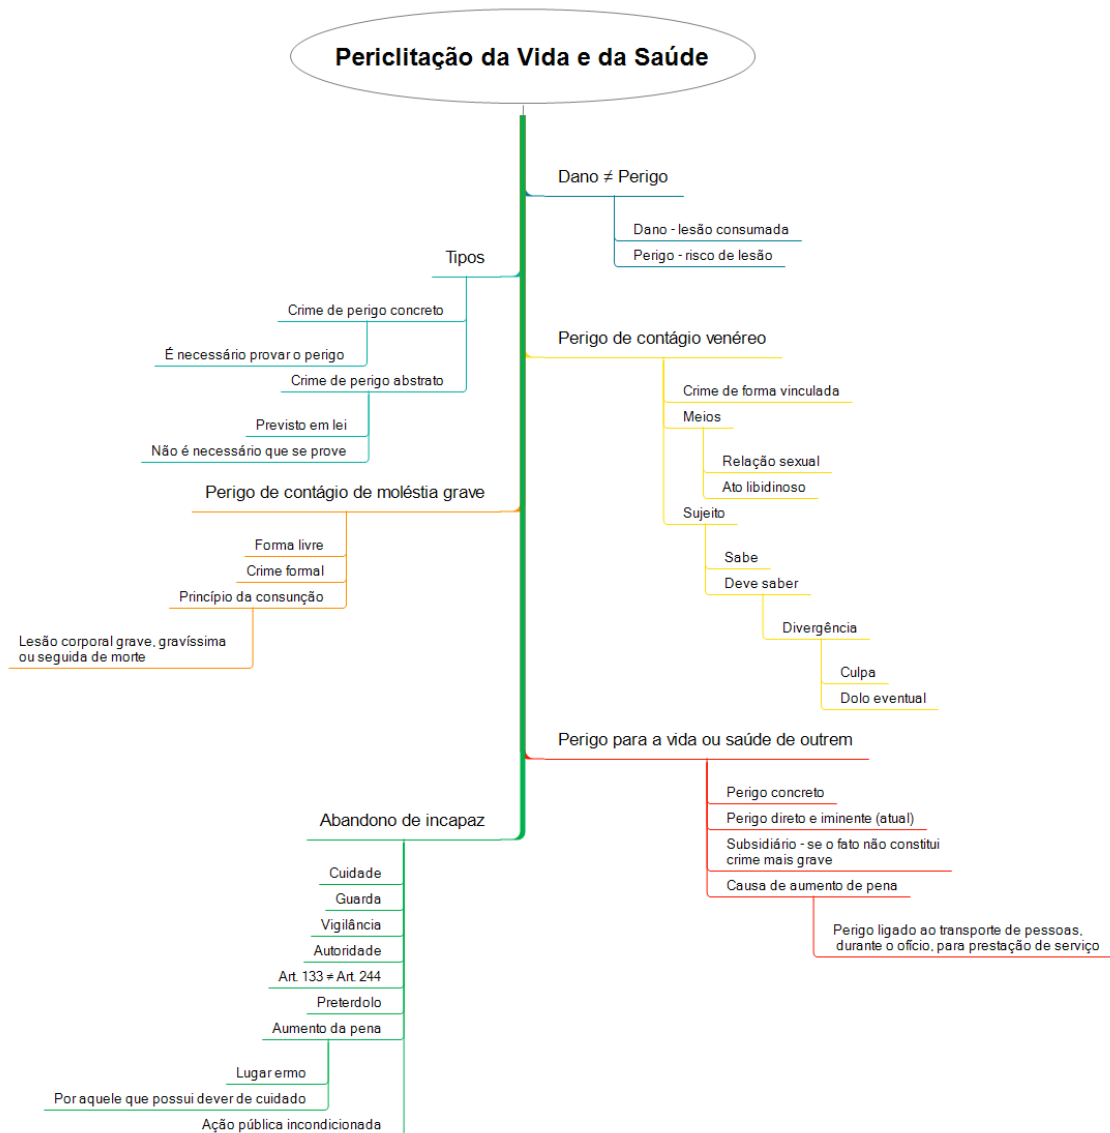 Periclitação da Vida e da Saúde
Dano ≠ Perigo
Dano - lesão consumada
Perigo - risco de lesão
Tipos
Crime de perigo concreto
É necessário provar o perigo
Crime de perigo abstrato
Previsto em lei
Não é necessário que se prove
Perigo de contágio venéreo
Crime de forma vinculada
Meios
Relação sexual
Ato libidinoso
Sujeito
Sabe
Deve saber
Divergência
Culpa
Dolo eventual
Perigo de contágio de moléstia grave
Forma livre
Crime formal
Princípio da consunção
Lesão corporal grave, gravíssima
ou seguida de morte
Perigo para a vida ou saúde de outrem
Perigo concreto
Perigo direto e iminente (atual)
Subsidiário - se o fato não constitui
crime mais grave
Causa de aumento de pena
Perigo ligado ao transporte de pessoas,
durante o ofício, para prestação de serviço
Abandono de incapaz
Cuidade
Guarda
Vigilância
Autoridade
Art. 133 ≠ Art. 244
Preterdolo
Aumento da pena
Lugar ermo
Por aquele que possui dever de cuidado
Ação pública incondicionada